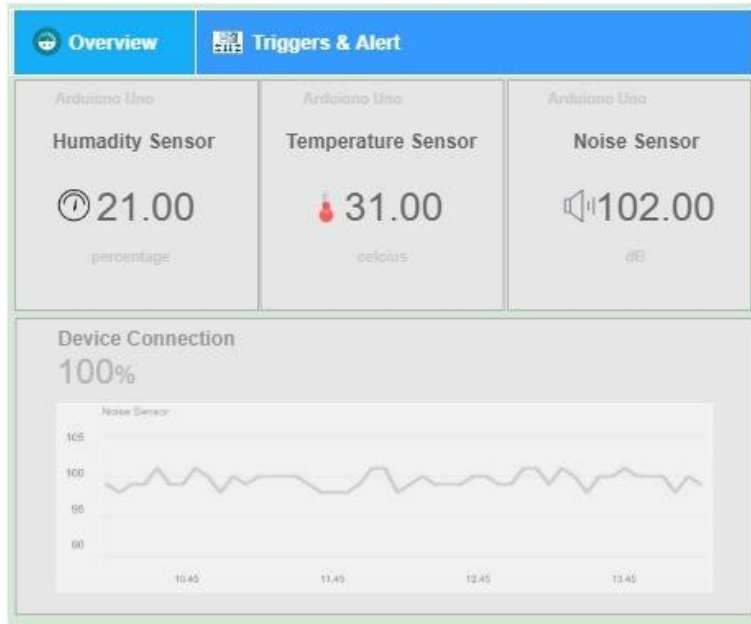 Overview
Triggers & Alert
Arduiono Uno
Humadity Sensor
21.00
percentage
Arduiono Uno
Temperature Sensor
31.00
celcius
Arduiono Uno
Noise Sensor
102.00
dB
Device Connection
100%
Noise Sensor
105
100
10.45
11.45
12.45
13.45